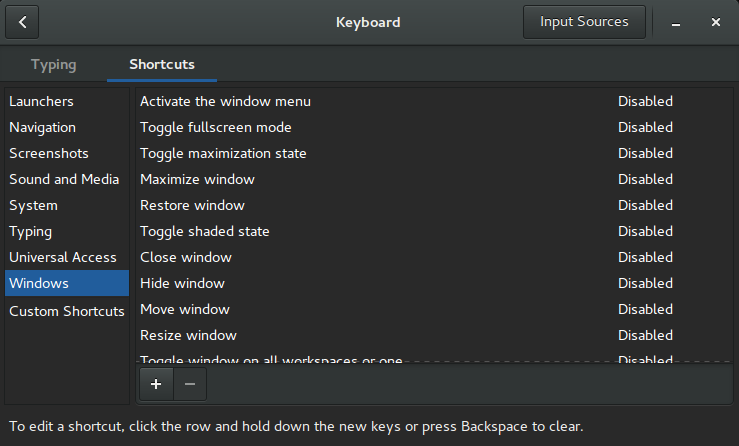 Keyboard
Input Sources
Typing
Shortcuts
Launchers
Navigation
Screenshots
Sound and Media
System
Typing
Universal Access
Windows
Custom Shortcuts
Activate the window menu Disabled
Toggle fullscreen mode Disabled
Toggle maximization state Disabled
Maximize window Disabled
Restore window Disabled
Toggle shaded state Disabled
Close window Disabled
Hide window Disabled
Move window Disabled
Resize window Disabled
Toggle window on all workspaces or one Disabled
To edit a shortcut, click the row and hold down the new keys or press Backspace to clear.